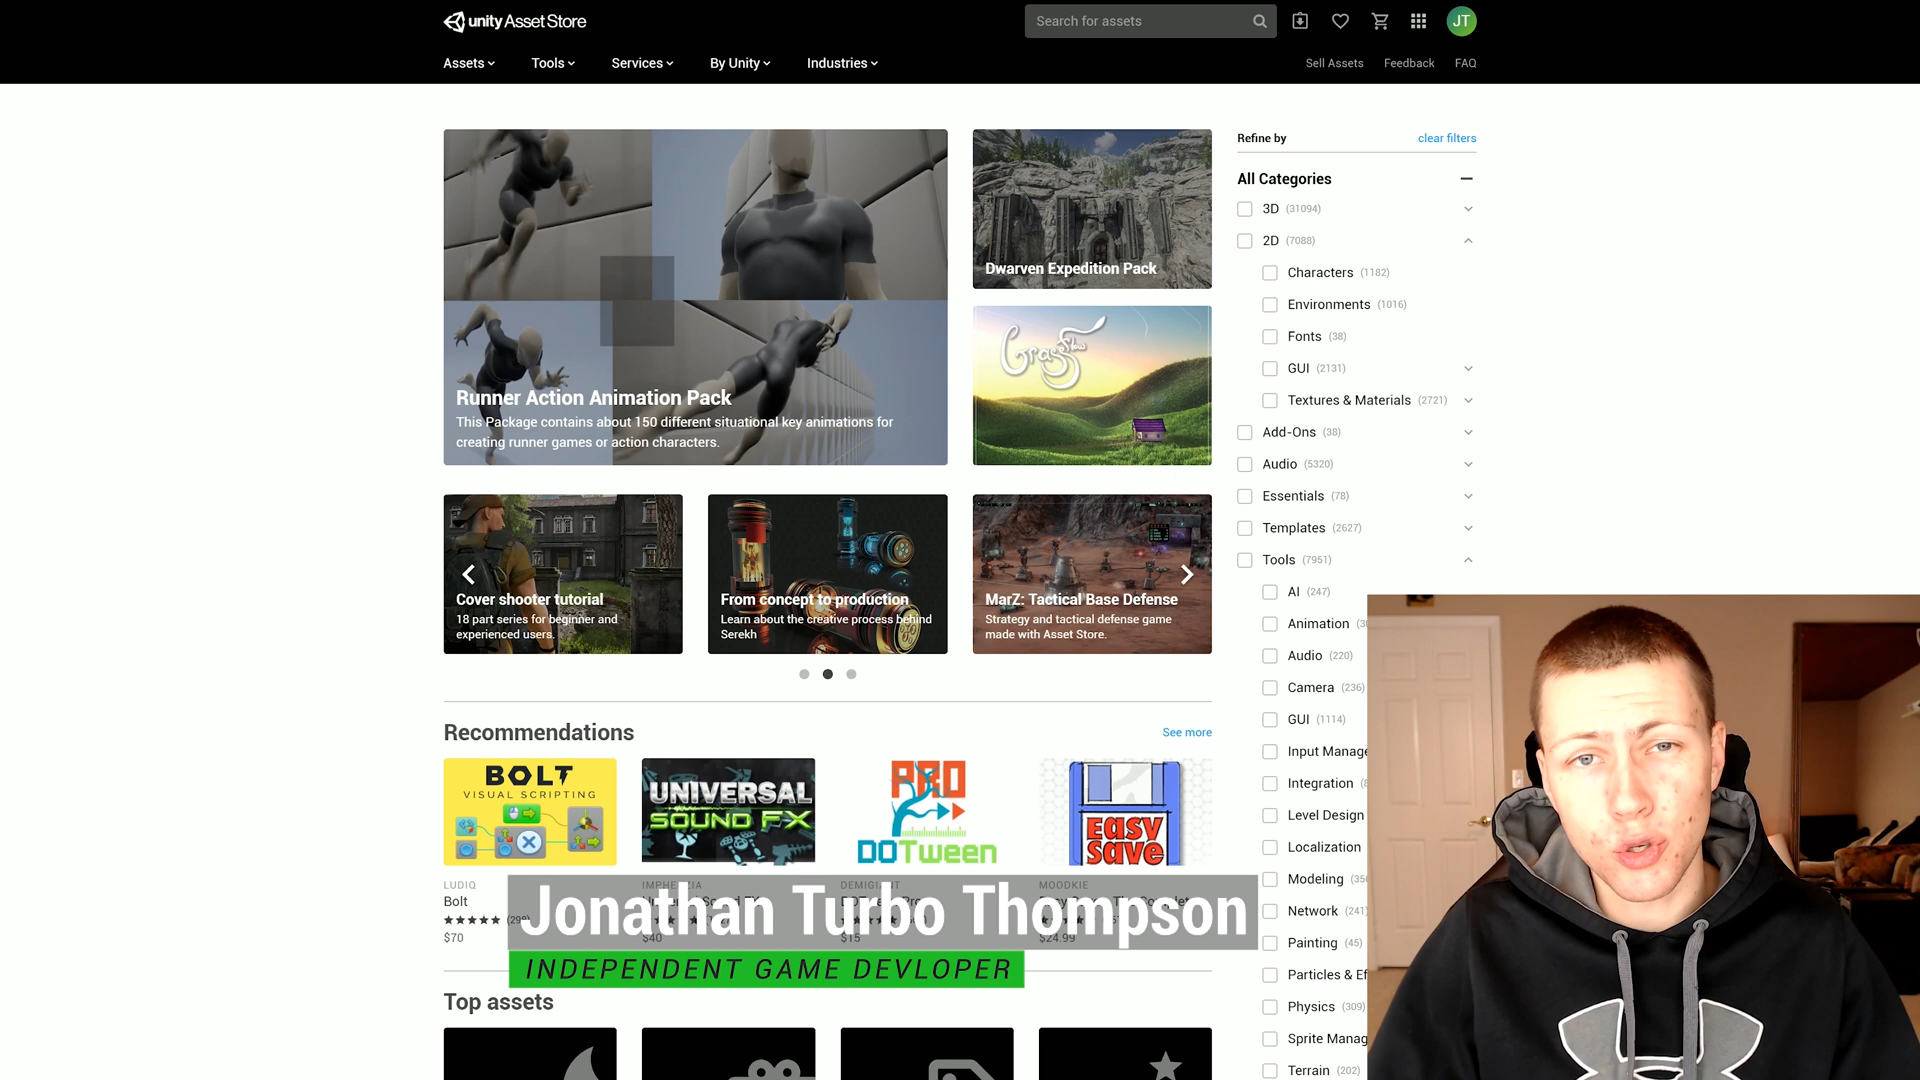 unity Asset Store
Search for assets
JT
Assets
Tools
Services
By Unity
Industries
Sell Assets
Feedback
FAQ
Runner Action Animation Pack
This Package contains about 150 different situational key animations for
creating runner games or action characters.
Dwarven Expedition Pack
Cover shooter tutorial
18 part series for beginner and
experienced users.
From concept to production
Learn about the creative process behind
Serekh
MarZ: Tactical Base Defense
Strategy and tactical defense game
made with Asset Store.
Recommendations
See more
BOLT
VISUAL SCRIPTING
UNIVERSAL
SOUND FX
PRO
DOTween
EASY
SAVE
LUDIQ
Bolt
$70
$40
$15
MOODKIE
$24.99
Jonathan Turbo Thompson
INDEPENDENT GAME DEVLOPER
Top assets
Refine by
clear filters
All Categories
3D (31094)
2D (7088)
Characters (1182)
Environments (1016)
Fonts (38)
GUI (2131)
Textures & Materials (2721)
Add-Ons (38)
Audio (5320)
Essentials (78)
Templates (2627)
Tools (7951)
AI (247)
Animation
Audio (220)
Camera (236)
GUI (1114)
Input Manage
Integration
Level Design
Localization
Modeling
Network (241)
Painting (45)
Particles & Ef
Physics (309)
Sprite Manag
Terrain (202)